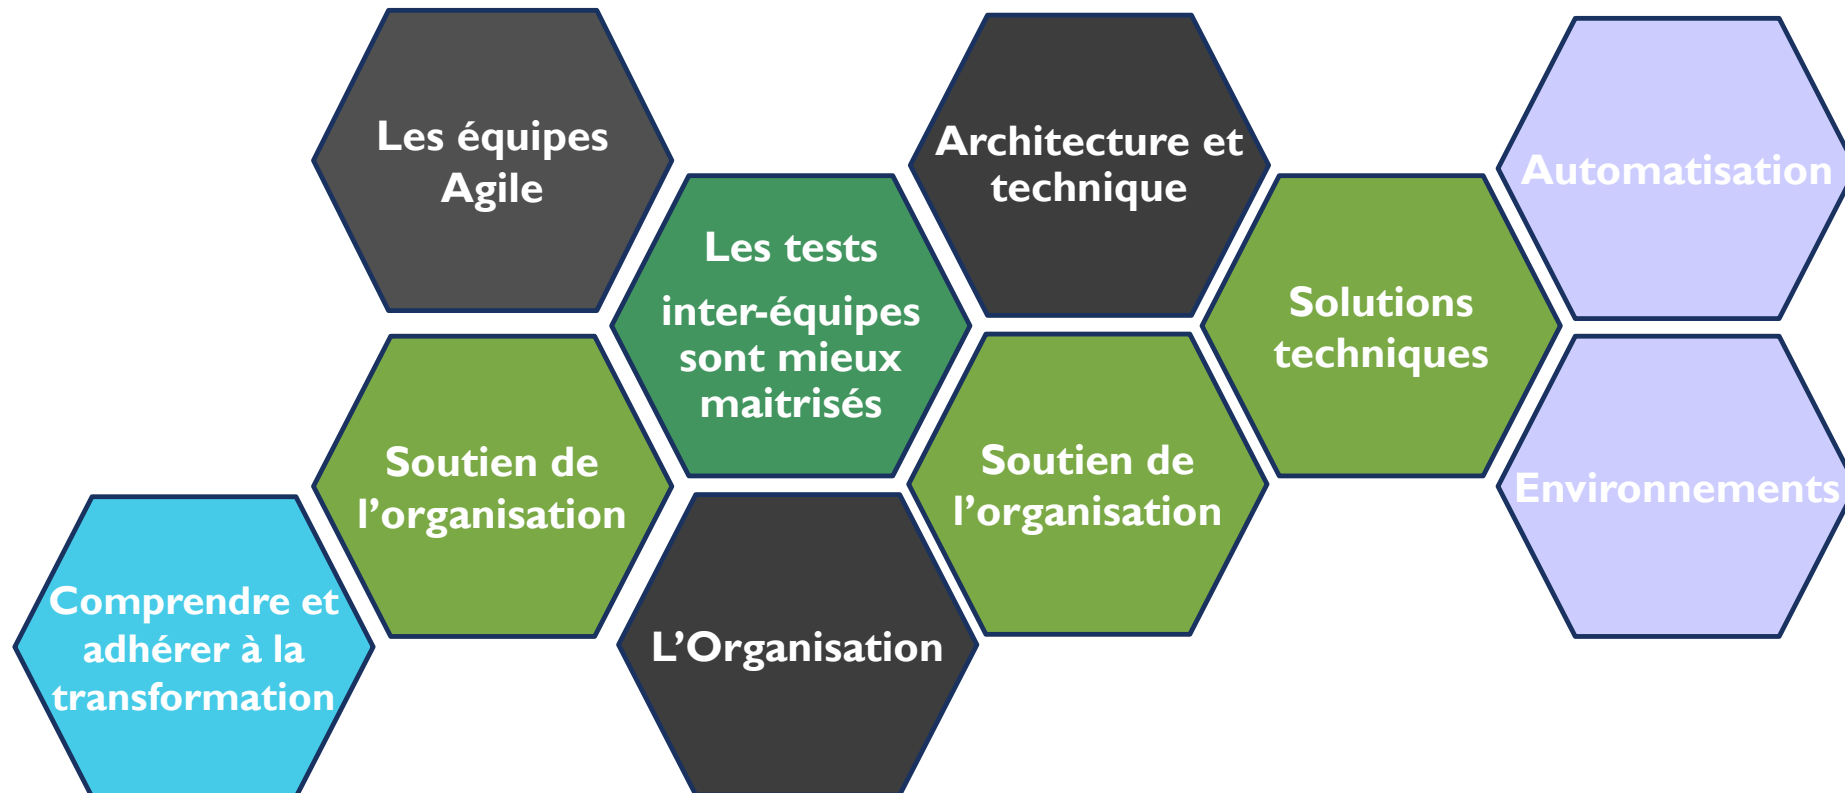 Les équipes
Agile
Architecture et
technique
Automatisation
Les tests
inter-équipes
sont mieux
maitrisés
Solutions
techniques
Soutien de
l’organisation
Soutien de
l’organisation
Environnements
Comprendre et
adhérer à la
transformation
L’Organisation